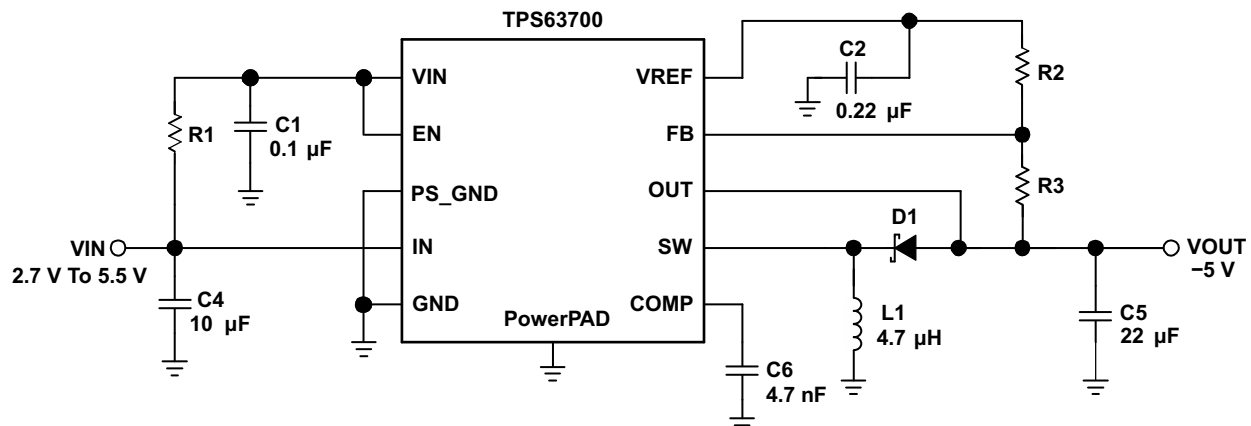 TPS63700
VIN
EN
PS_GND
IN
GND
PowerPAD
VREF
FB
OUT
SW
COMP
R1
C1
0.1 µF
VIN
2.7 V To 5.5 V
C4
10 µF
C2
0.22 µF
R2
R3
D1
L1
4.7 µH
C6
4.7 nF
VOUT
−5 V
C5
22 µF